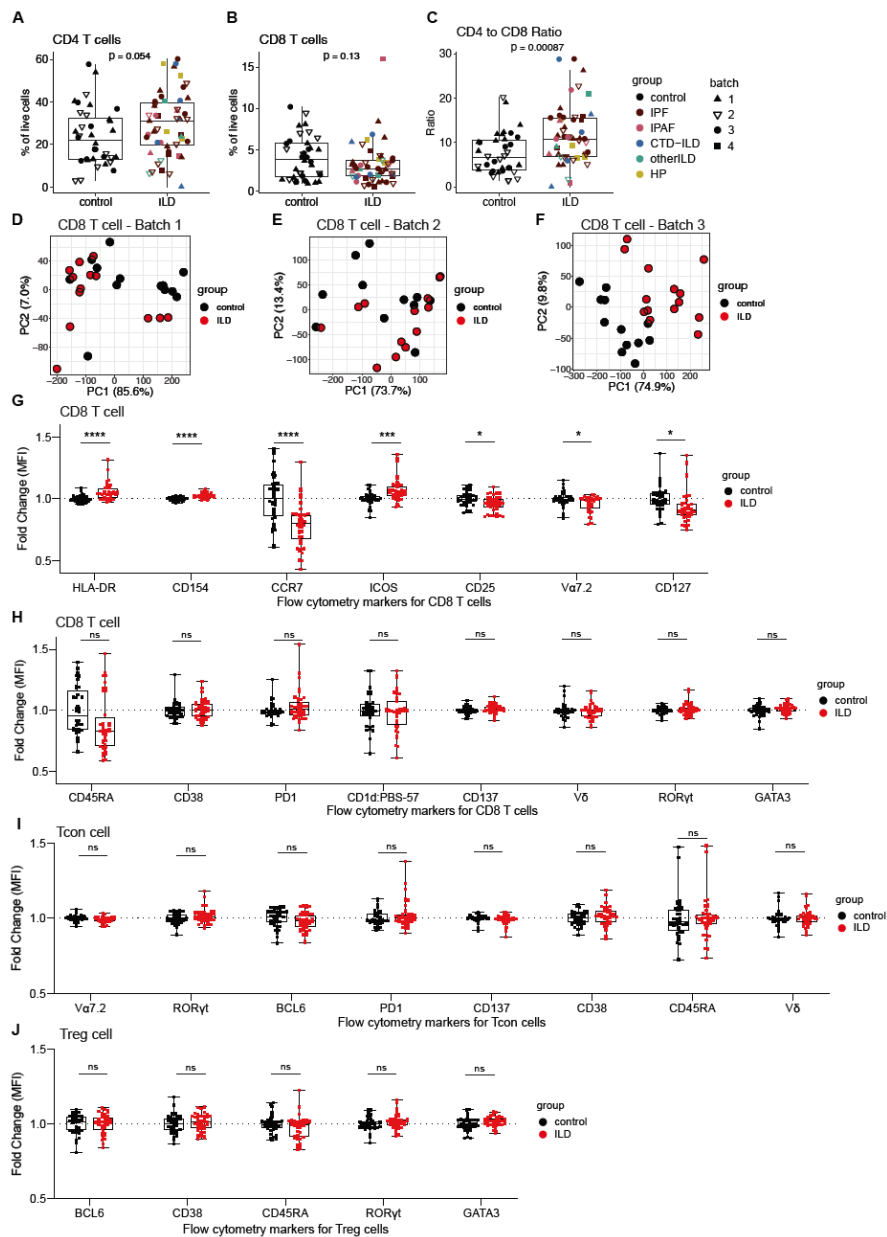 A
CD4 T cells
p = 0.054
% of live cells
60
40
20
0
control
ILD
B
CD8 T cells
p = 0.13
% of live cells
15
10
5
0
control
ILD
C
CD4 to CD8 Ratio
p = 0.00087
Ratio
30
20
10
0
control
ILD
group
control
IPF
IPAF
CTD-ILD
otherILD
HP
batch
1
2
3
4
D
CD8 T cell - Batch 1
PC2 (7.0%)
40
0
-40
-80
-200
-100
0
100
200
PC1 (85.6%)
group
control
ILD
E
CD8 T cell - Batch 2
PC2 (13.4%)
100
50
0
-50
-100
-200
-100
0
100
PC1 (73.7%)
group
control
ILD
F
CD8 T cell - Batch 3
PC2 (9.8%)
100
50
0
-50
-100
-300
-200
-100
0
100
200
PC1 (74.9%)
group
control
ILD
G
CD8 T cell
Fold Change (MFI)
1.5
1.0
0.5
****
****
****
***
*
*
*
HLA-DR
CD154
CCR7
ICOS
CD25
Vα7.2
CD127
Flow cytometry markers for CD8 T cells
group
control
ILD
H
CD8 T cell
Fold Change (MFI)
1.5
1.0
0.5
ns
ns
ns
ns
ns
ns
ns
ns
CD45RA
CD38
PD1
CD1d:PBS-57
CD137
Vδ
RORγt
GATA3
Flow cytometry markers for CD8 T cells
group
control
ILD
I
Tcon cell
Fold Change (MFI)
1.5
1.0
0.5
ns
ns
ns
ns
ns
ns
ns
ns
Vα7.2
RORγt
BCL6
PD1
CD137
CD38
CD45RA
Vδ
Flow cytometry markers for Tcon cells
group
control
ILD
J
Treg cell
Fold Change (MFI)
1.5
1.0
0.5
ns
ns
ns
ns
ns
BCL6
CD38
CD45RA
RORγt
GATA3
Flow cytometry markers for Treg cells
group
control
ILD